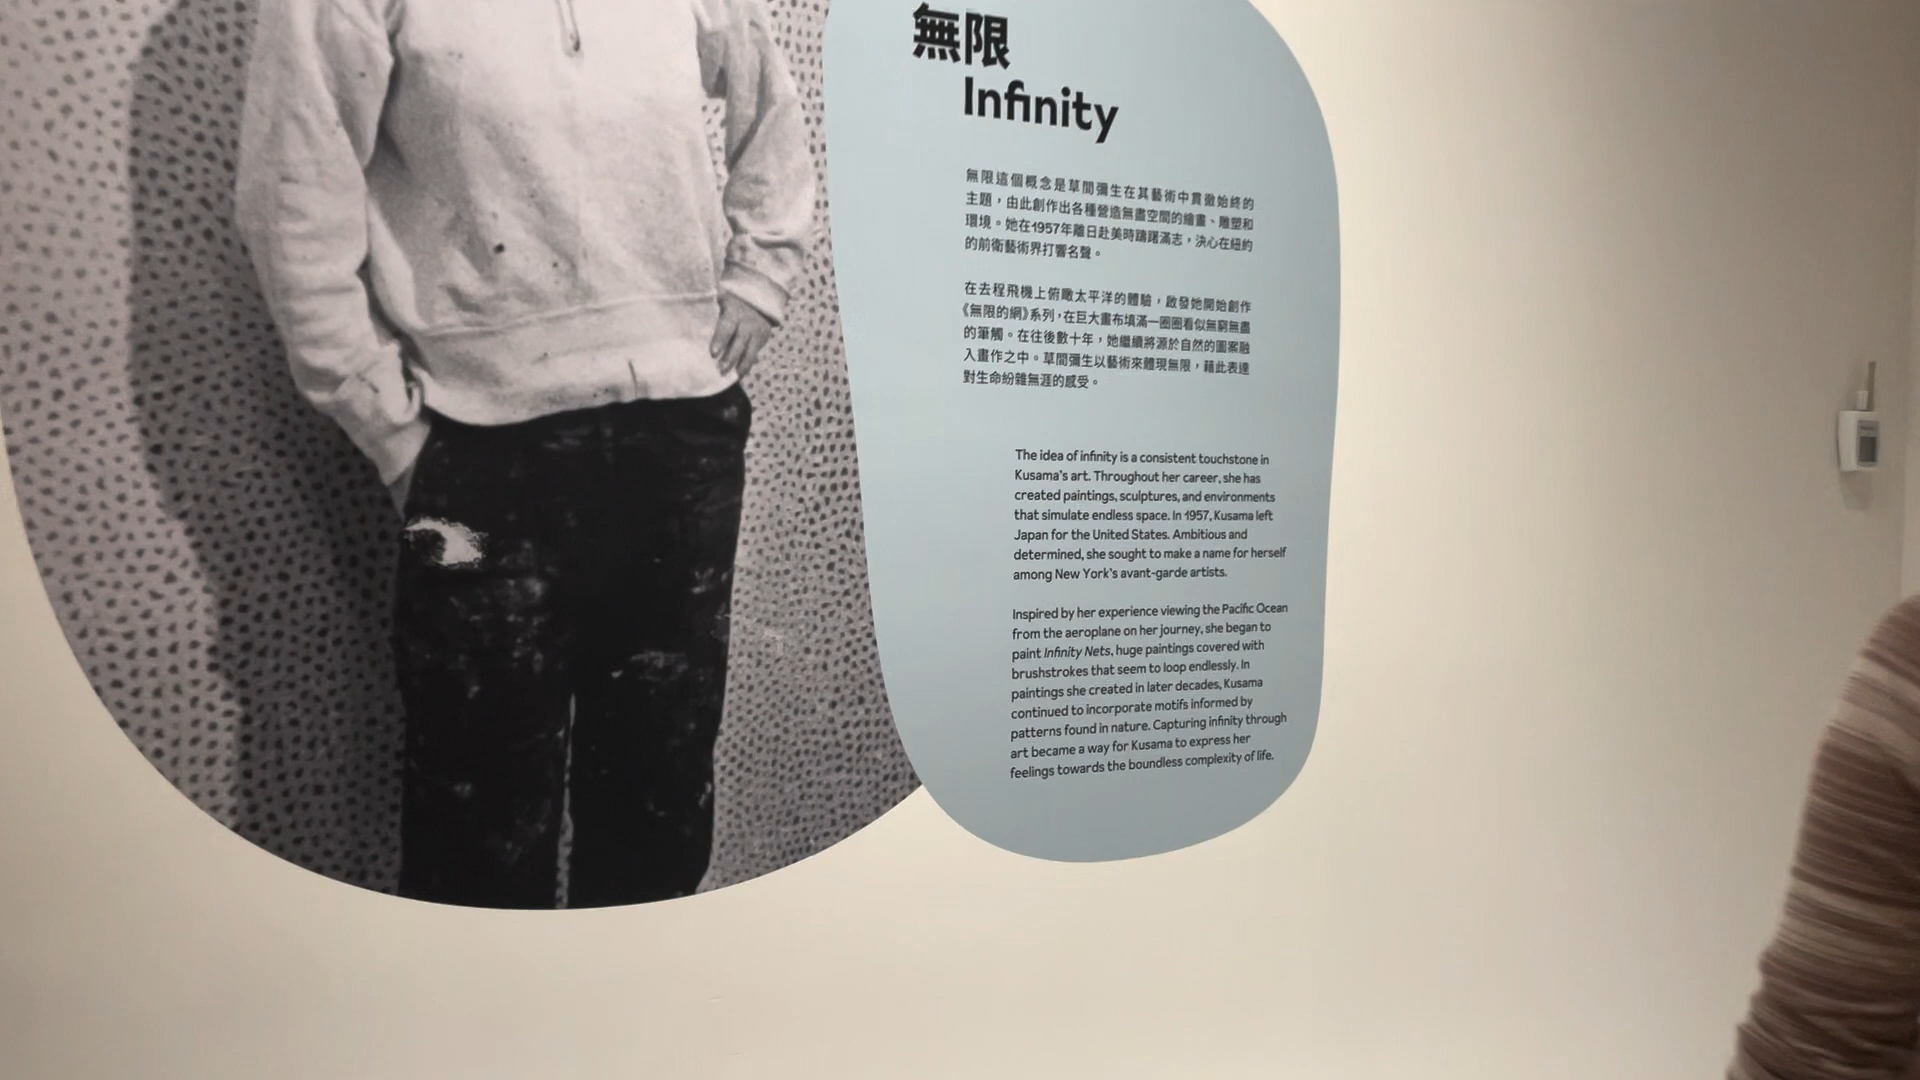 無限
Infinity
無限這個概念是草間彌生在其藝術中貫徹始終的
主題，由此創作出各種營造無盡空間的繪畫、雕塑和
環境。她在1957年離日赴美時躊躇滿志，決心在紐約
的前衛藝術界打響名聲。
在去程飛機上俯瞰太平洋的體驗，啟發她開始創作
《無限的網》系列，在巨大畫布填滿一圈圈看似無窮無盡
的筆觸。在往後數十年，她繼續將源於自然的圖案融
入畫作之中。草間彌生以藝術來體現無限，藉此表達
對生命紛雜無涯的感受。
The idea of infinity is a consistent touchstone in
Kusama's art. Throughout her career, she has
created paintings, sculptures, and environments
that simulate endless space. In 1957, Kusama left
Japan for the United States. Ambitious and
determined, she sought to make a name for herself
among New York's avant-garde artists.
Inspired by her experience viewing the Pacific Ocean
from the aeroplane on her journey, she began to
paint Infinity Nets, huge paintings covered with
brushstrokes that seem to loop endlessly. In
paintings she created in later decades, Kusama
continued to incorporate motifs informed by
patterns found in nature. Capturing infinity through
art became a way for Kusama to express her
feelings towards the boundless complexity of life.